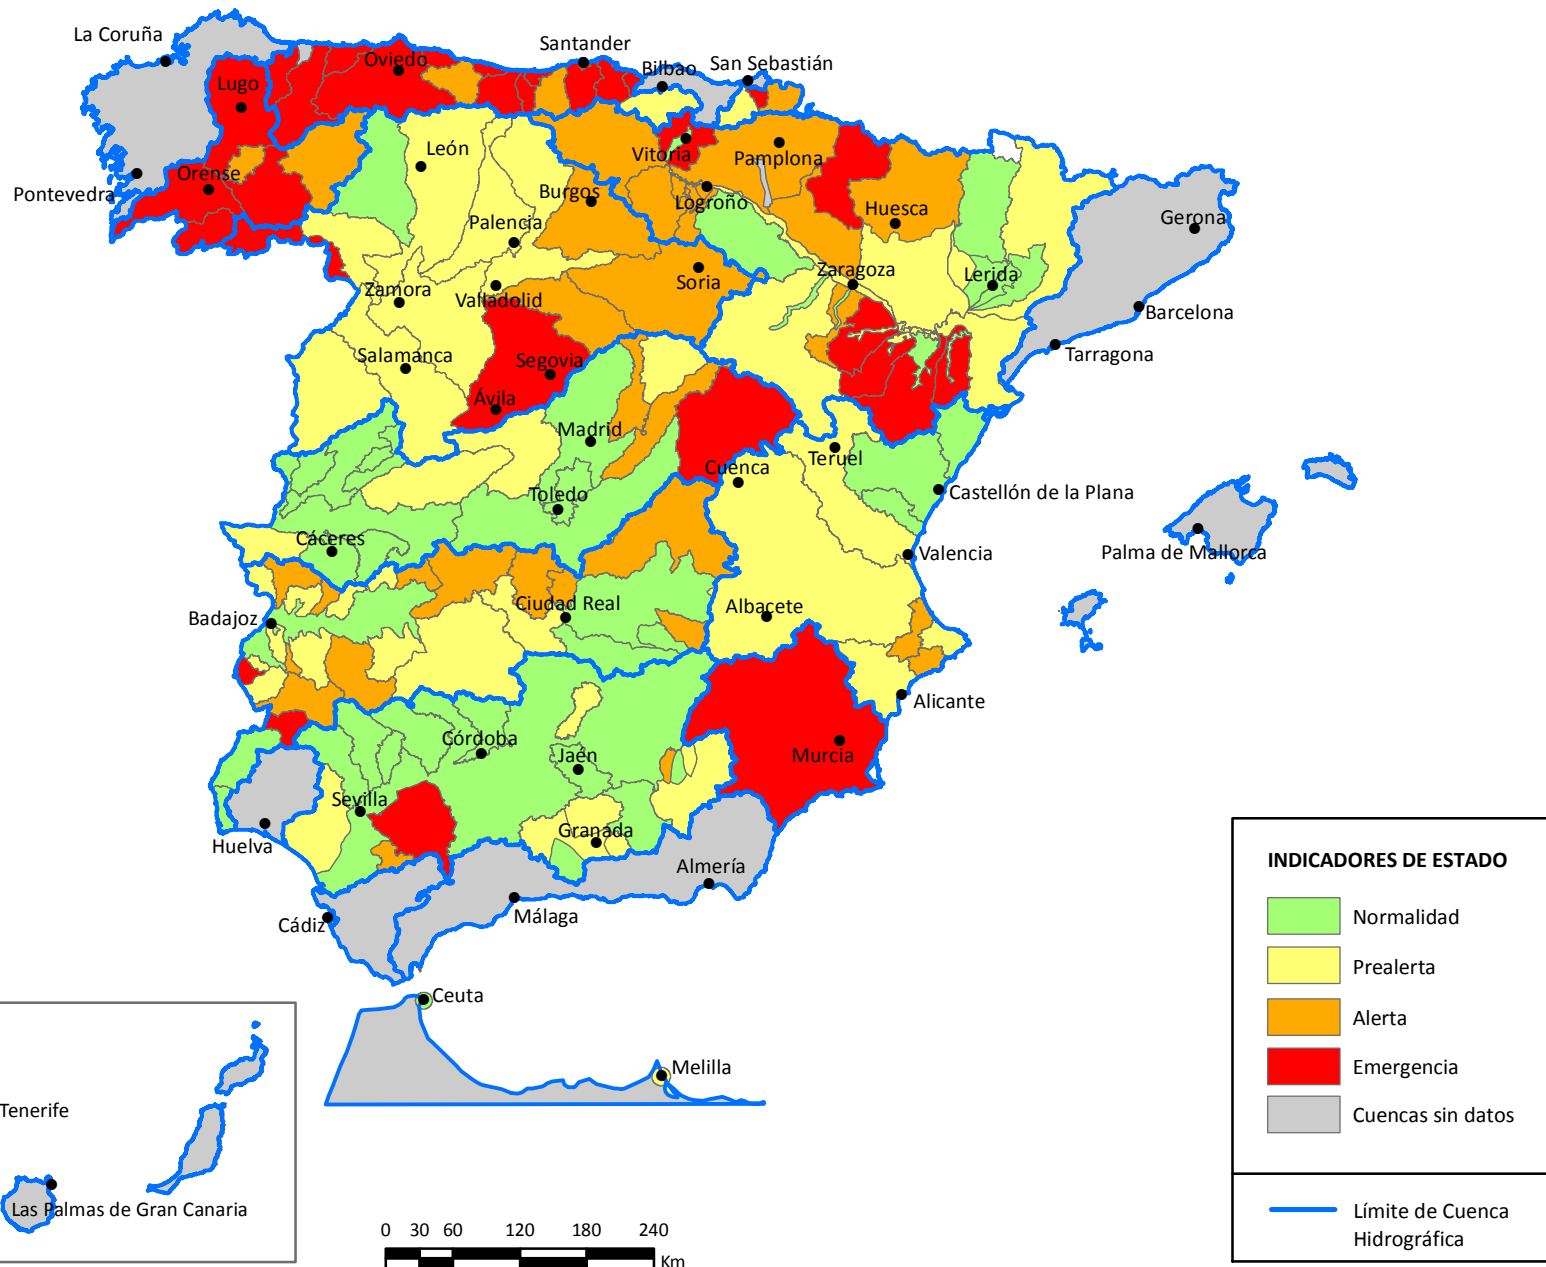 La Coruña
Santander
Oviedo
Bilbao
San Sebastián
Lugo
León
Vitoria
Pamplona
Orense
Pontevedra
Burgos
Logroño
Huesca
Palencia
Gerona
Soria
Zaragoza
Lerida
Zamora
Valladolid
Barcelona
Salamanca
Segovia
Tarragona
Ávila
Madrid
Teruel
Cuenca
Toledo
Castellón de la Plana
Cáceres
Valencia
Palma de Mallorca
Ciudad Real
Albacete
Badajoz
Alicante
Córdoba
Jaén
Murcia
Sevilla
Granada
Huelva
Almería
Cádiz
Málaga
Ceuta
Melilla
Tenerife
Las Palmas de Gran Canaria
0 30 60 120 180 240
Km
INDICADORES DE ESTADO
Normalidad
Prealerta
Alerta
Emergencia
Cuencas sin datos
Límite de Cuenca
Hidrográfica